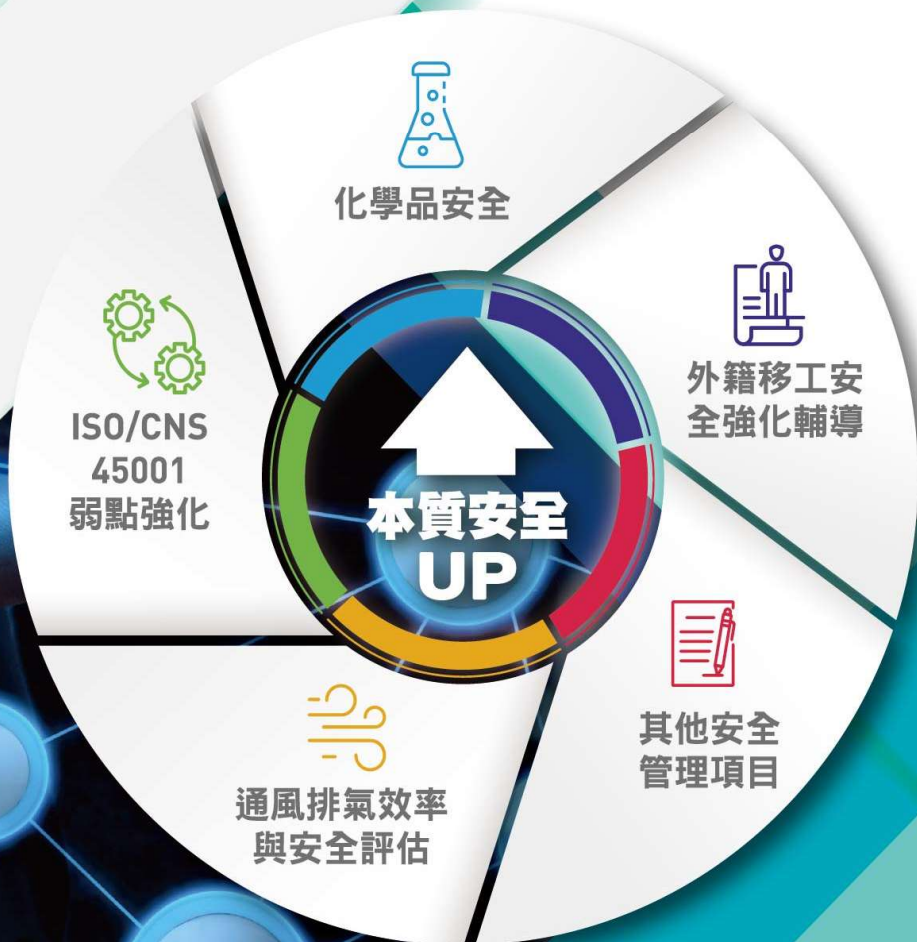 化學品安全
外籍移工安
全強化輔導
ISO/CNS
45001
弱點強化
本質安全
UP
其他安全
管理項目
通風排氣效率
與安全評估